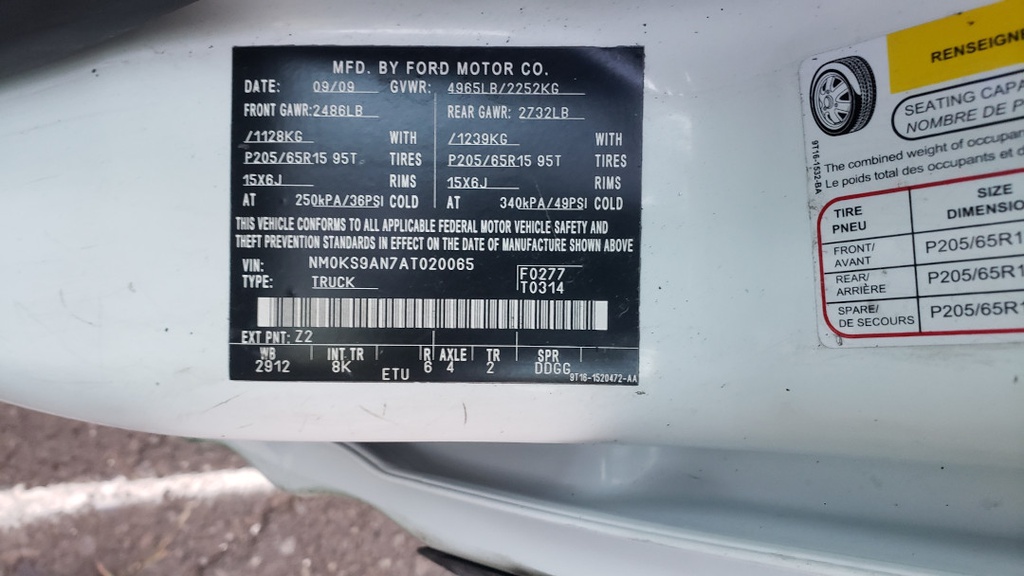 MFD. BY FORD MOTOR CO.
DATE: 09/09 GVWR: 4965LB/2252KG
FRONT GAWR: 2486LB REAR GAWR: 2732LB
/1128KG WITH /1239KG WITH
P205/65R15 95T TIRES P205/65R15 95T TIRES
15X6J RIMS 15X6J RIMS
AT 250kPA/36PSI COLD AT 340kPA/49PSI COLD
THIS VEHICLE CONFORMS TO ALL APPLICABLE FEDERAL MOTOR VEHICLE SAFETY AND
THEFT PREVENTION STANDARDS IN EFFECT ON THE DATE OF MANUFACTURE SHOWN ABOVE
VIN: NM0KS9AN7AT020065 F0277
TYPE: TRUCK T0314
EXT PNT: Z2
WB INT TR R AXLE TR SPR
2912 8K 6 4 2 DDGG
ETU 9T16-1520472-AA
RENSEIGNE
SEATING CAPA
NOMBRE DE P
9T16-1532-BA
The combined weight of occupan
Le poids total des occupants et d
TIRE SIZE
PNEU DIMENSIO
FRONT/ P205/65R1
AVANT
REAR/ P205/65R1
ARRIÈRE
SPARE/ P205/65R1
DE SECOURS